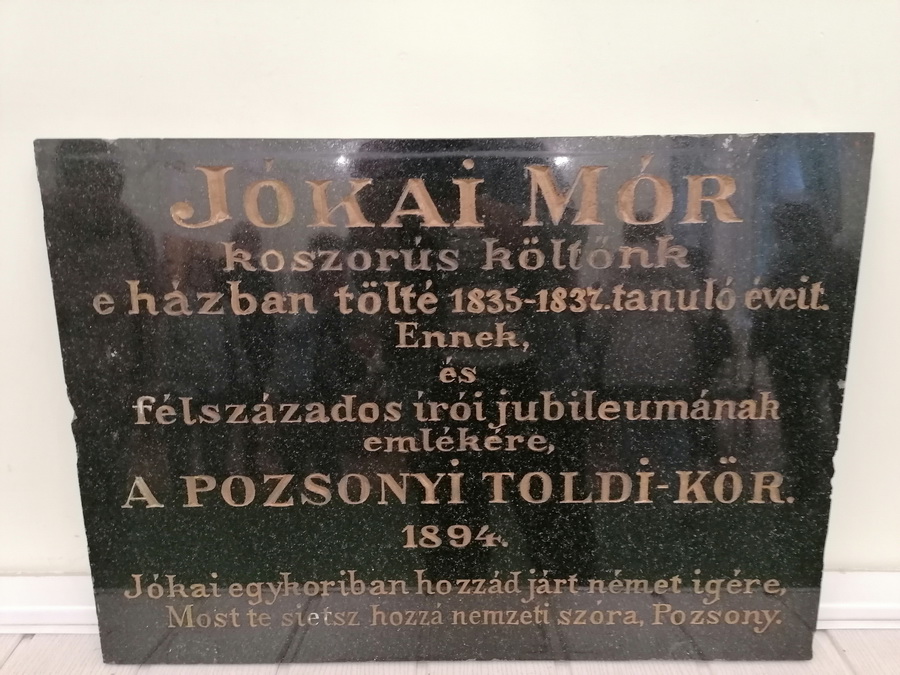 JÓKAI MÓR
koszorús költőnk
e házban tölté 1835-1837. tanuló éveit.
Ennek,
és
félszázados írói jubileumának
emlékére,
A POZSONYI TOLDI-KÖR.
1894.
Jókai egykoriban hozzád járt német igére,
Most te sietsz hozzá nemzeti szóra, Pozsony.